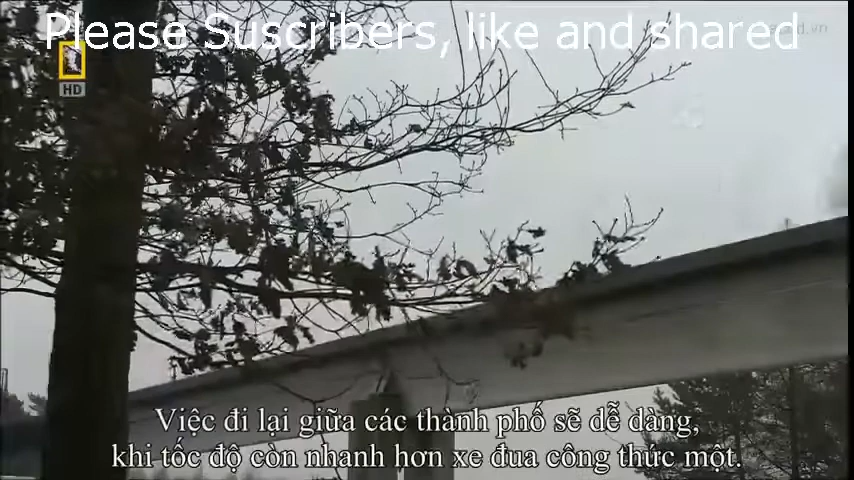 Please Suscribers, like and shared
HD
Việc đi lại giữa các thành phố sẽ dễ dàng,
khi tốc độ còn nhanh hơn xe đua công thức một.